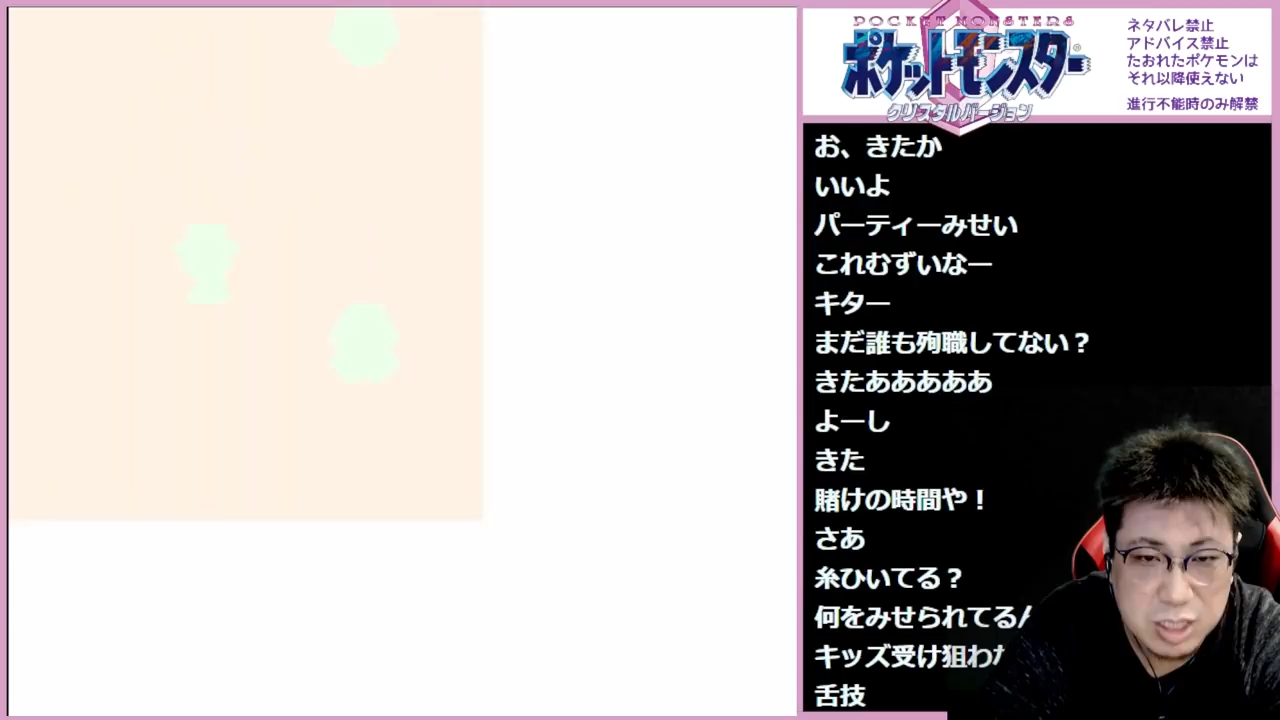 POCKET MONSTERS
ポケットモンスター
クリスタルバージョン
ネタバレ禁止
アドバイス禁止
たおれたポケモンは
それ以降使えない
進行不能時のみ解禁
お、きたか
いいよ
パーティーみせい
これむずいなー
キター
まだ誰も殉職してない？
きたあああああ
よーし
きた
賭けの時間や！
さあ
糸ひいてる？
何をみせられてる
キッズ受け狙わ
舌技